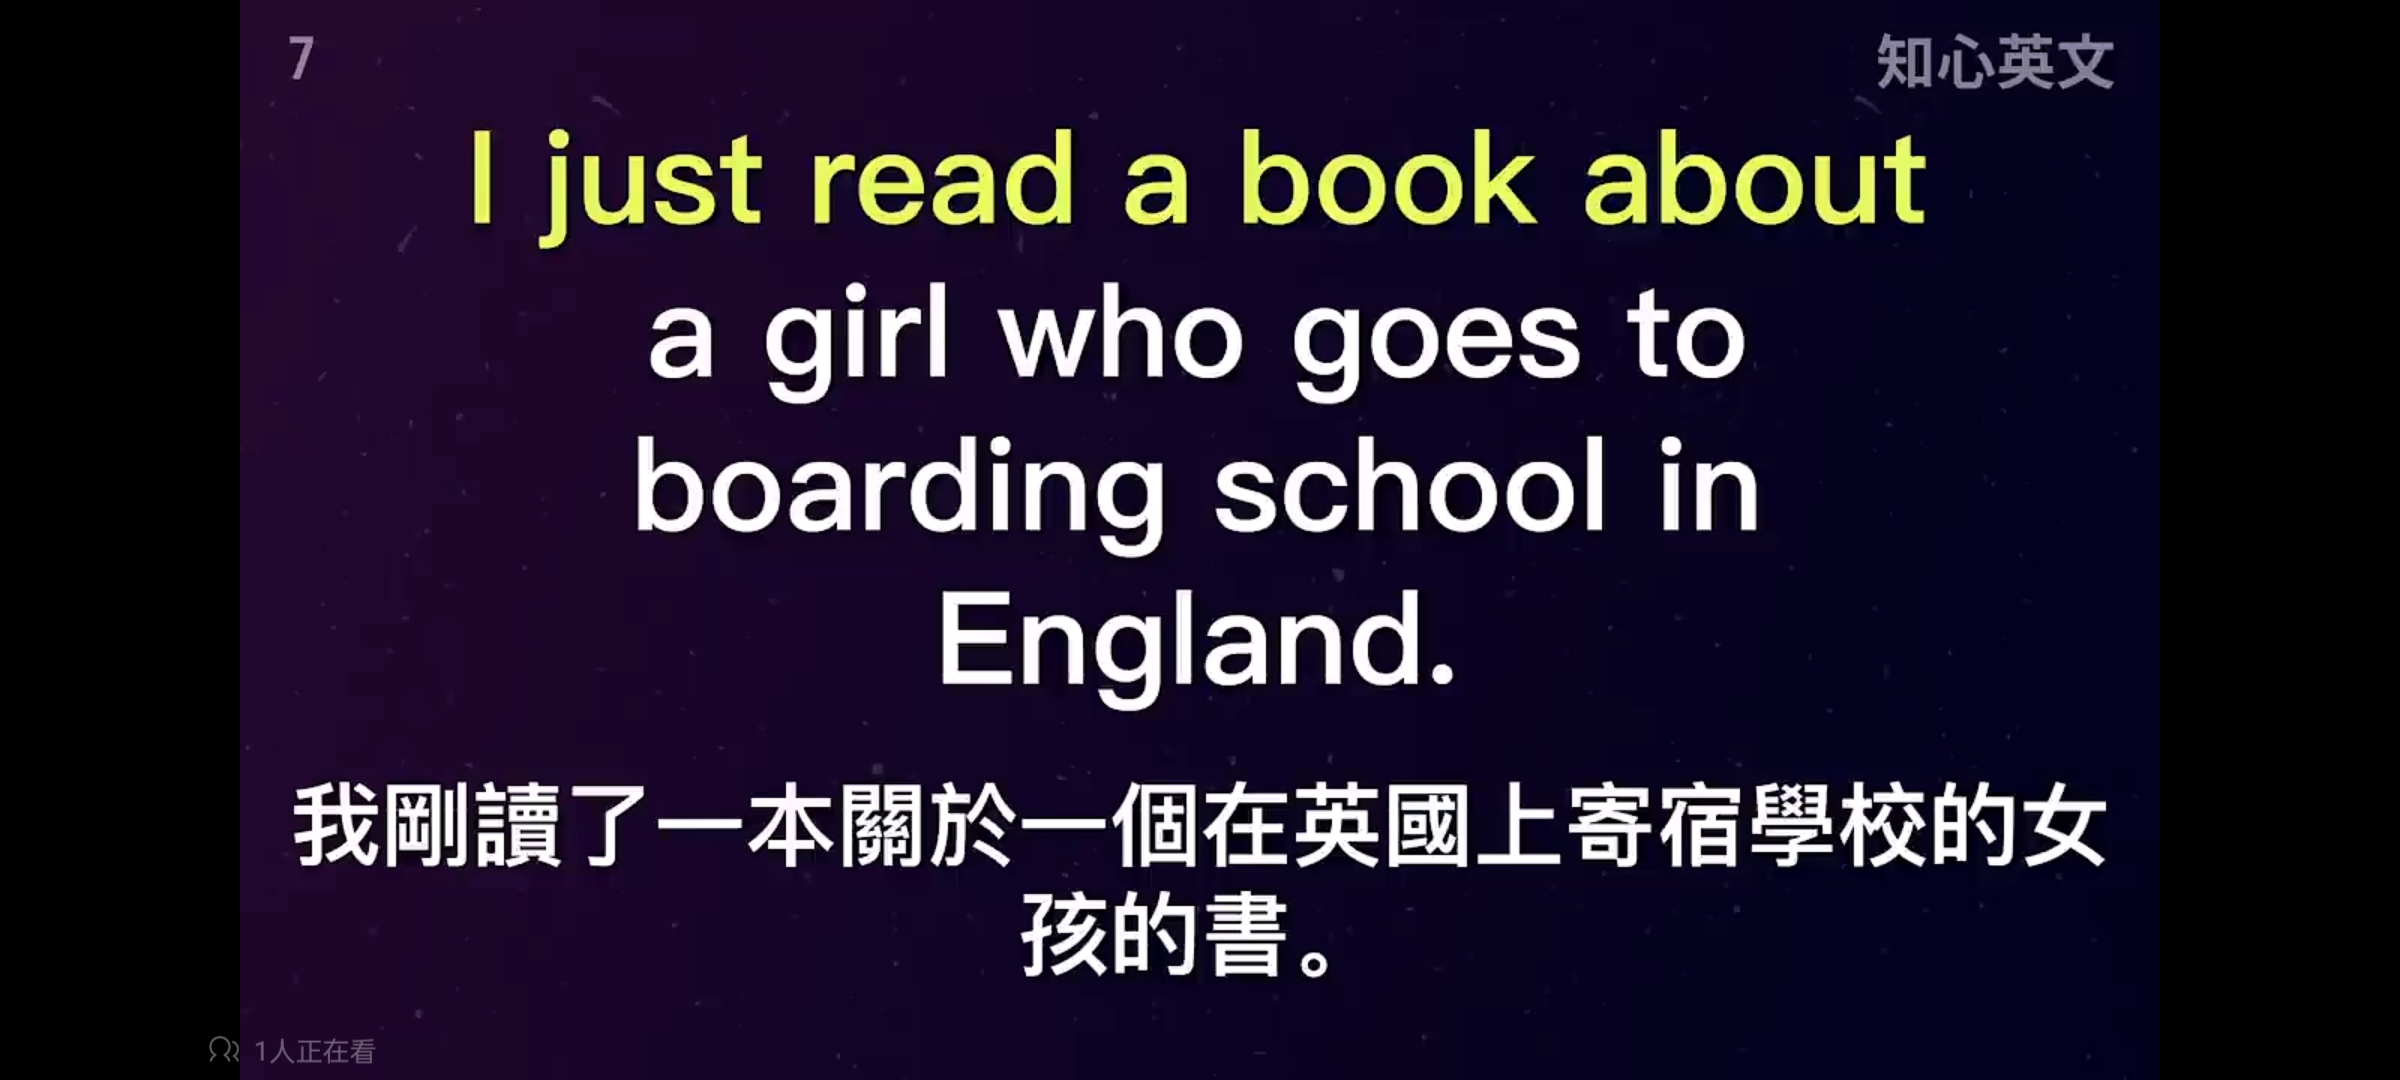 7
知心英文
I just read a book about
a girl who goes to
boarding school in
England.
我剛讀了一本關於一個在英國上寄宿學校的女
孩的書。
1人正在看